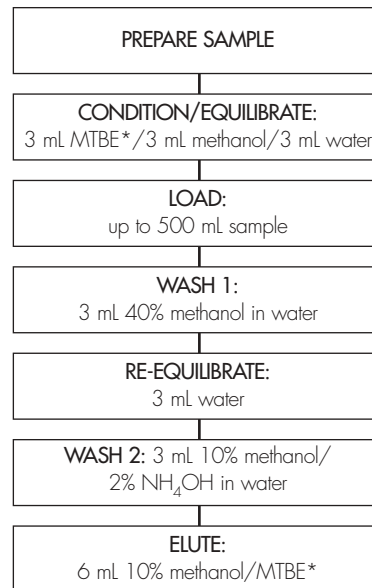 PREPARE SAMPLE
CONDITION/EQUILIBRATE:
3 mL MTBE*/3 mL methanol/3 mL water
LOAD:
up to 500 mL sample
WASH 1:
3 mL 40% methanol in water
RE-EQUILIBRATE:
3 mL water
WASH 2: 3 mL 10% methanol/
2% NH₄OH in water
ELUTE:
6 mL 10% methanol/MTBE*